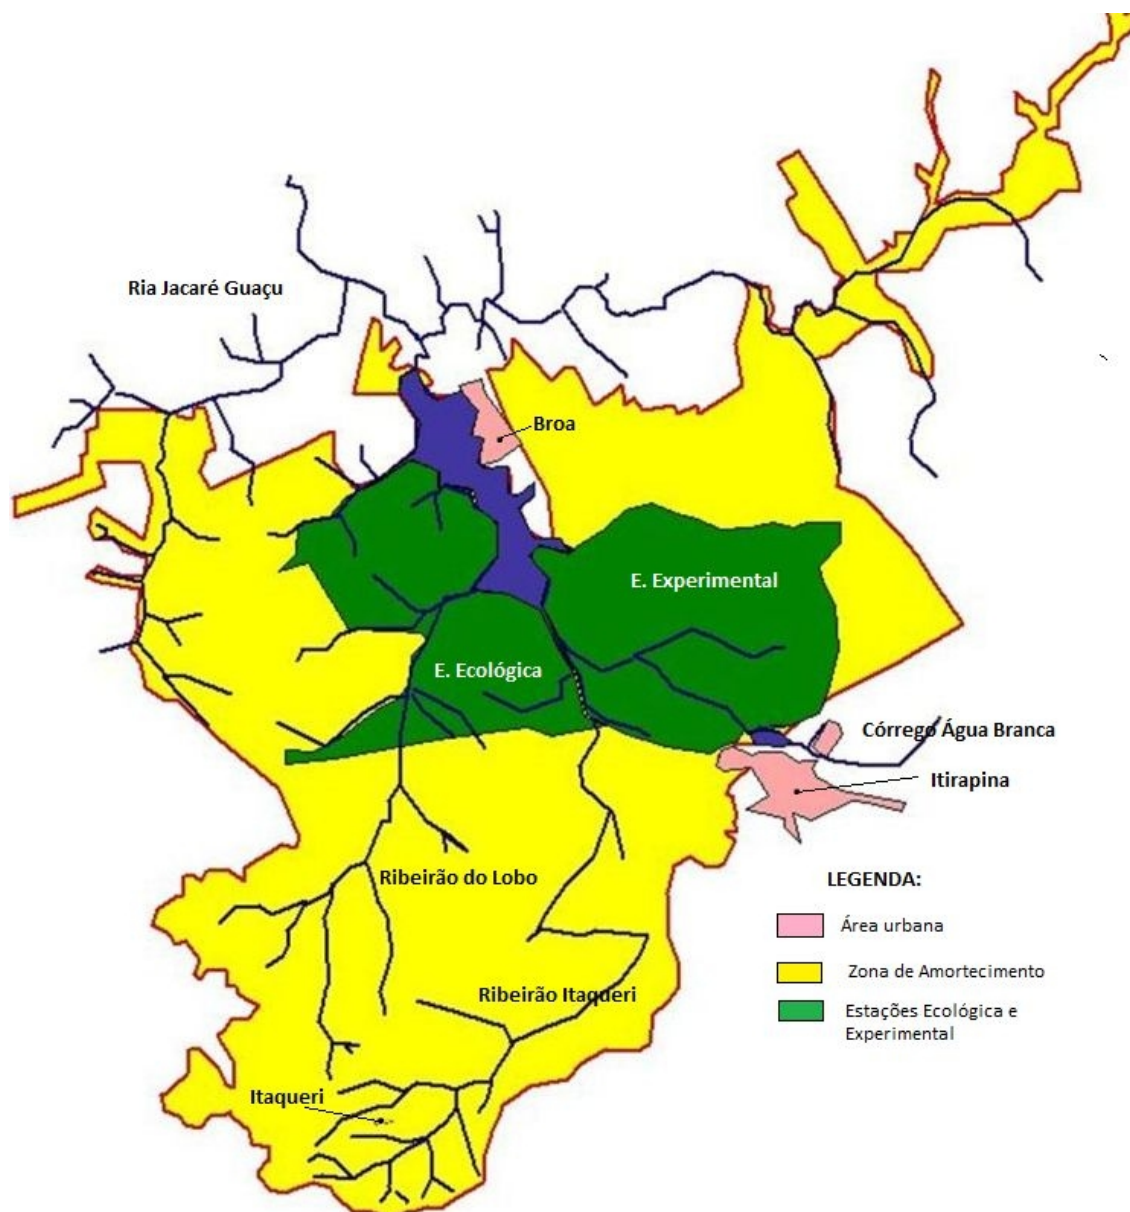 Ria Jacaré Guaçu
Broa
E. Experimental
E. Ecológica
Córrego Água Branca
Itirapina
Ribeirão do Lobo
LEGENDA:
Área urbana
Zona de Amortecimento
Ribeirão Itaqueri
Estações Ecológica e
Experimental
Itaqueri